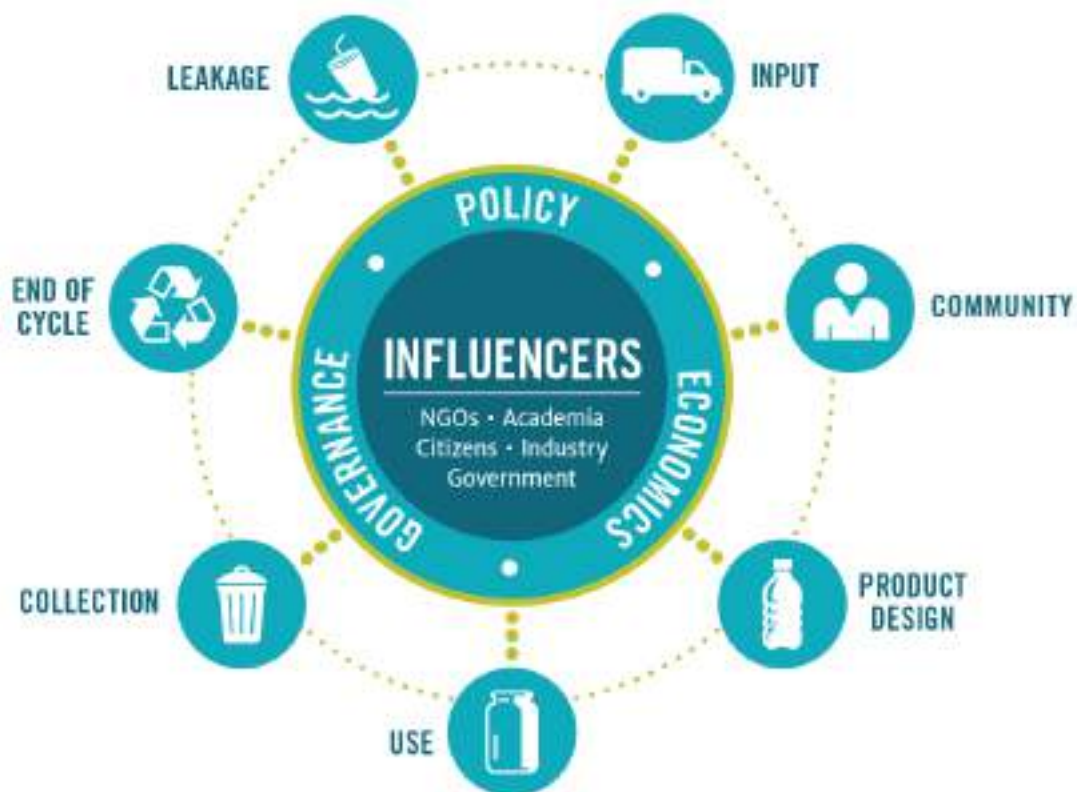 LEAKAGE
INPUT
POLICY
END OF
CYCLE
COMMUNITY
INFLUENCERS
NGOs • Academia
Citizens • Industry
Government
GOVERNANCE
ECONOMICS
COLLECTION
PRODUCT
DESIGN
USE